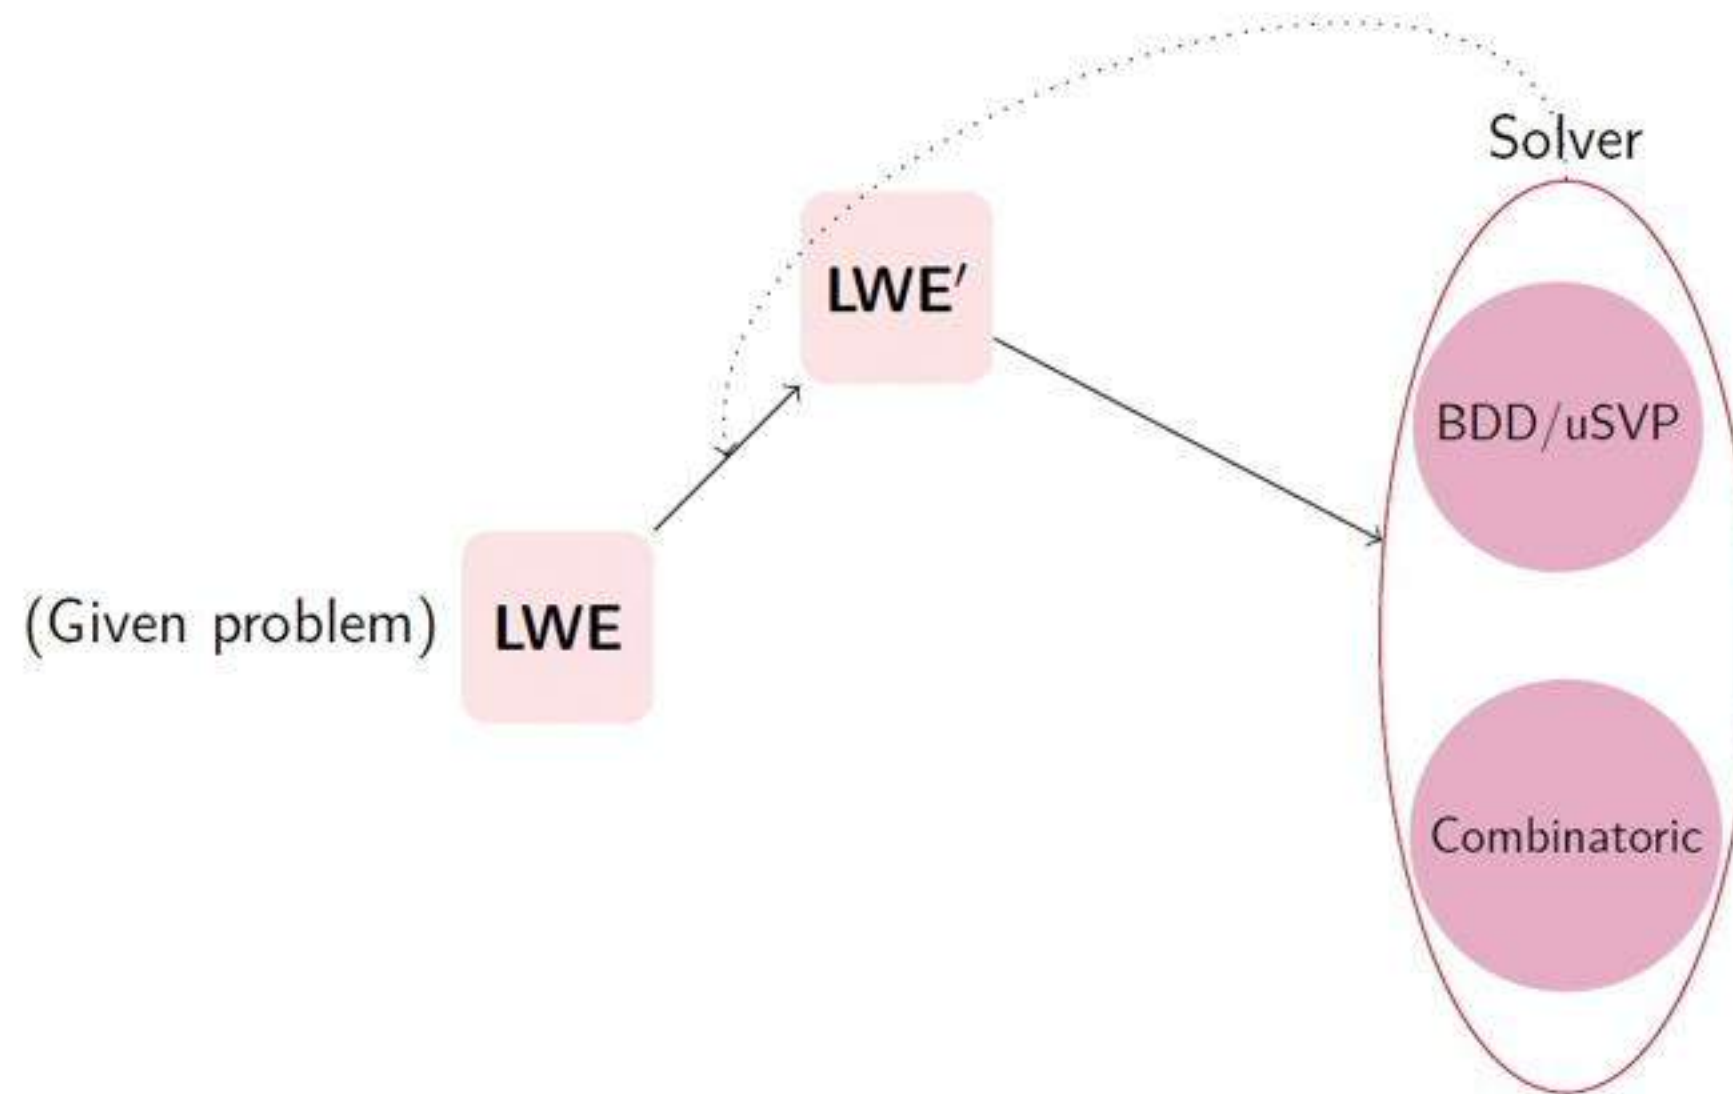 Solver
LWE′
BDD/uSVP
(Given problem) LWE
Combinatoric